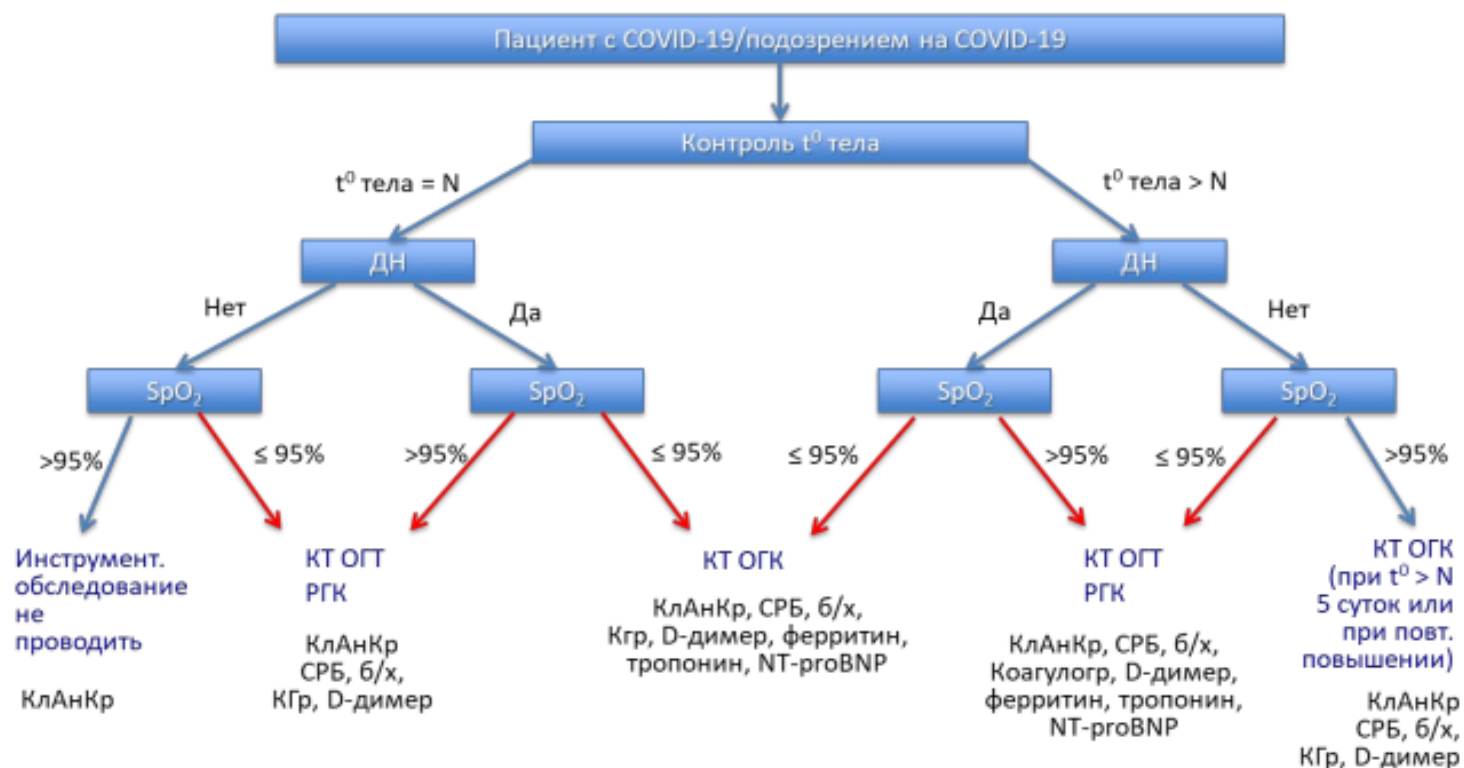 Пациент с COVID-19/подозрением на COVID-19
Контроль t⁰ тела
t⁰ тела = N
t⁰ тела > N
ДН
ДН
Нет
Да
Да
Нет
SpO₂
SpO₂
SpO₂
SpO₂
>95%
≤ 95%
>95%
≤ 95%
≤ 95%
>95%
≤ 95%
>95%
Инструмент.
обследование
не
проводить
КлАнКр
КТ ОГТ
РГК
КлАнКр
СРБ, б/х,
КГр, D-димер
КТ ОГК
КлАнКр, СРБ, б/х,
Кгр, D-димер, ферритин,
тропонин, NT-proBNP
КТ ОГТ
РГК
КлАнКр, СРБ, б/х,
Коагулогр, D-димер,
ферритин, тропонин,
NT-proBNP
КТ ОГК
(при t⁰ > N
5 суток или
при повт.
повышении)
КлАнКр
СРБ, б/х,
КГр, D-димер